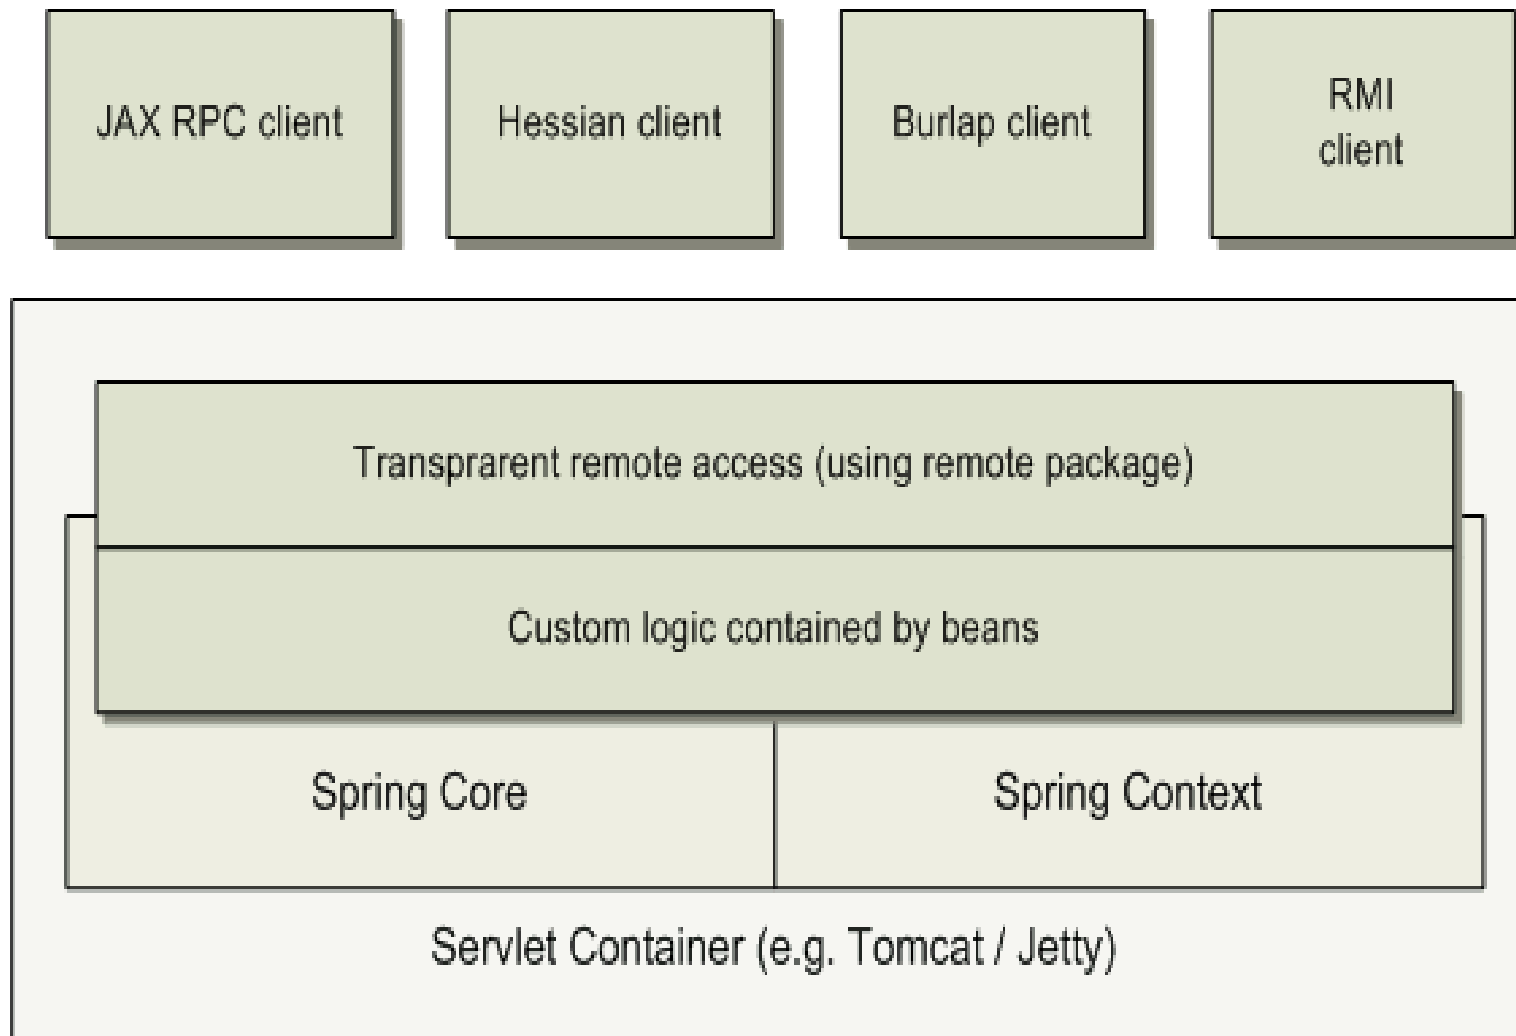 JAX RPC client
Hessian client
Burlap client
RMI
client
Transprarent remote access (using remote package)
Custom logic contained by beans
Spring Core
Spring Context
Servlet Container (e.g. Tomcat / Jetty)